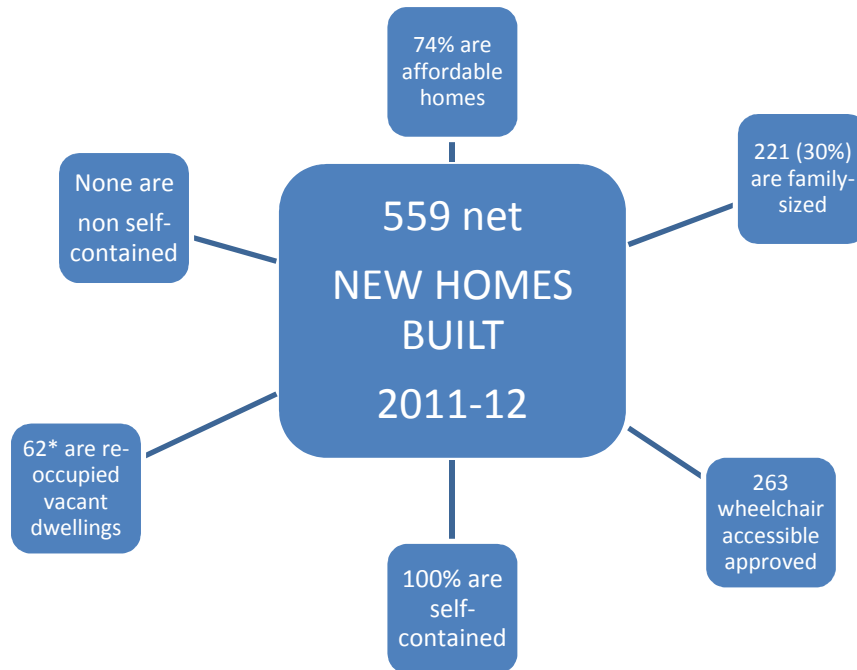 74% are
affordable
homes
221 (30%)
are family-
sized
None are
non self-
contained
559 net
NEW HOMES
BUILT
2011-12
62* are re-
occupied
vacant
dwellings
263
wheelchair
accessible
approved
100% are
self-
contained